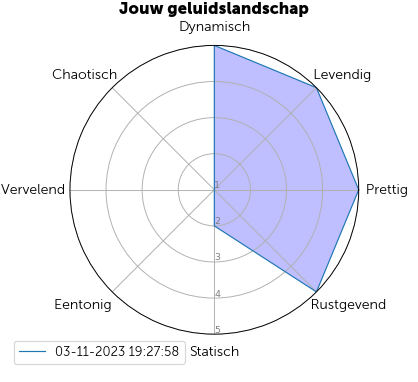 Jouw geluidslandschap
Dynamisch
Chaotisch
Levendig
Vervelend
1
Prettig
2
3
4
Eentonig
Rustgevend
5
03-11-2023 19:27:58
Statisch